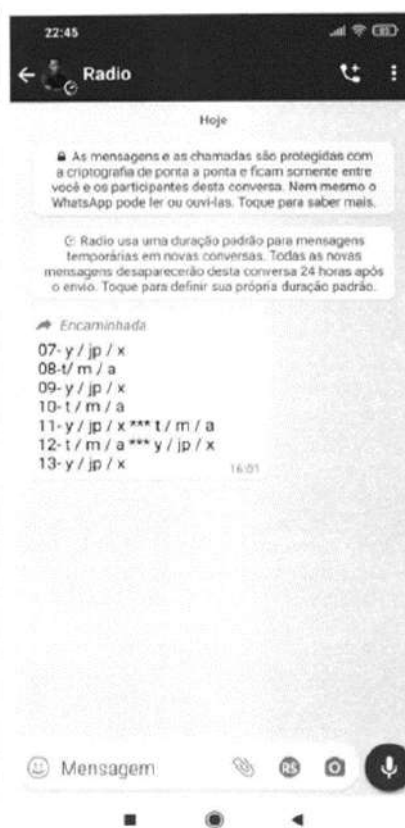 22:45
Radio
Hoje
As mensagens e as chamadas são protegidas com
a criptografia de ponta a ponta e ficam somente entre
você e os participantes desta conversa. Nem mesmo o
WhatsApp pode ler ou ouvi-las. Toque para saber mais.
Radio usa uma duração padrão para mensagens
temporárias em novas conversas. Todas as novas
mensagens desaparecerão desta conversa 24 horas após
o envio. Toque para definir sua própria duração padrão.
Encaminhada
07- y / jp / x
08-t/ m / a
09- y / jp / x
10- t / m / a
11- y / jp / x *** t / m / a
12- t / m / a *** y / jp / x
13- y / jp / x
16:01
Mensagem
R$